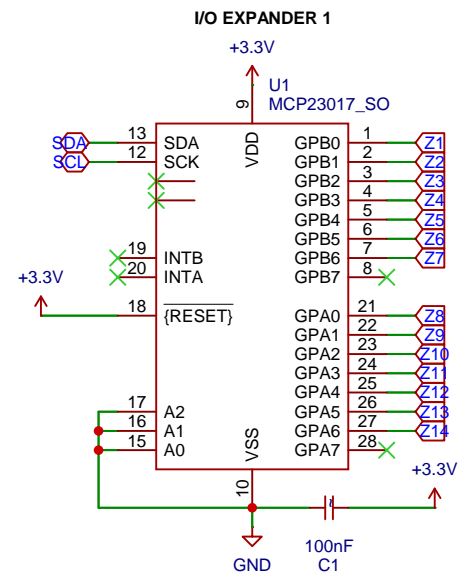 I/O EXPANDER 1
+3.3V
U1
MCP23017_SO
9
VDD
SDA 13 SDA
SCL 12 SCK
19 INTB
20 INTA
+3.3V
18 {RESET}
17 A2
16 A1
15 A0
GPB0 1 Z1
GPB1 2 Z2
GPB2 3 Z3
GPB3 4 Z4
GPB4 5 Z5
GPB5 6 Z6
GPB6 7 Z7
GPB7 8
GPA0 21 Z8
GPA1 22 Z9
GPA2 23 Z10
GPA3 24 Z11
GPA4 25 Z12
GPA5 26 Z13
GPA6 27 Z14
GPA7 28
VSS
10
+3.3V
GND
100nF
C1